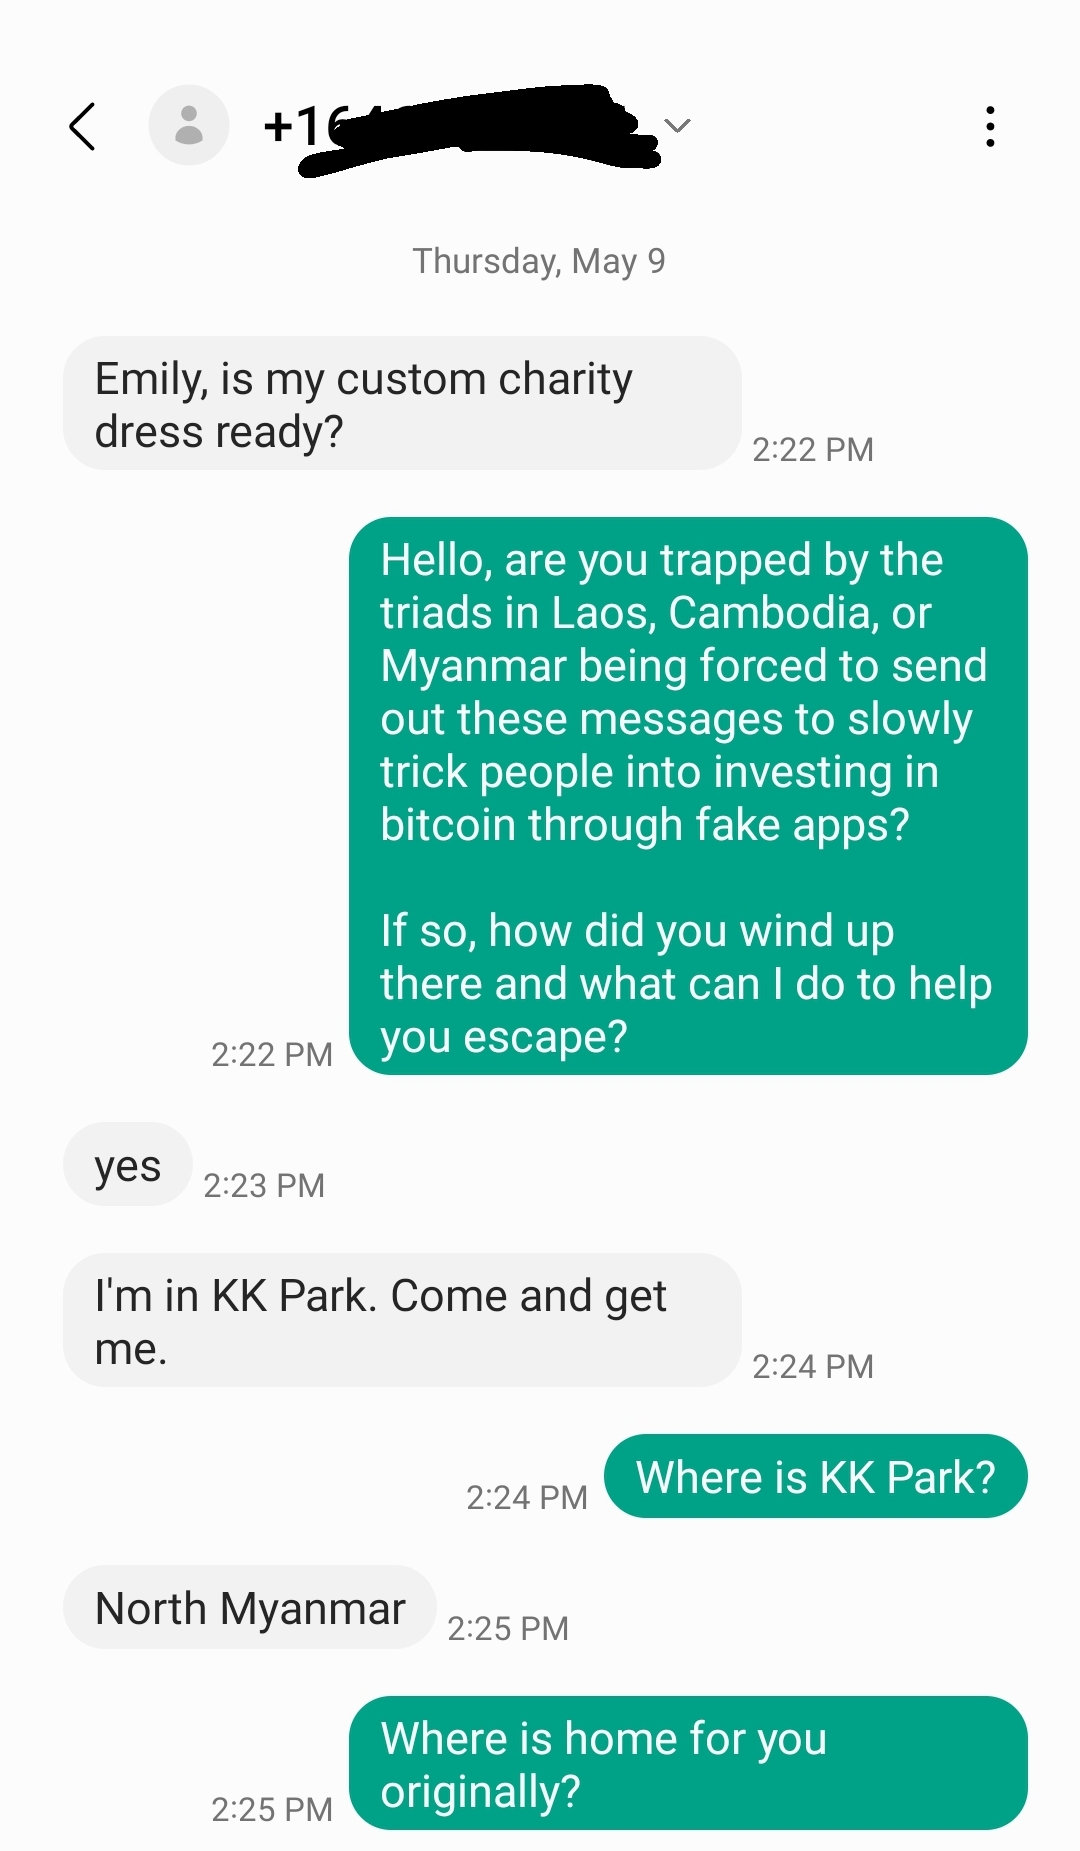 +16
Thursday, May 9
Emily, is my custom charity
dress ready?
2:22 PM
Hello, are you trapped by the
triads in Laos, Cambodia, or
Myanmar being forced to send
out these messages to slowly
trick people into investing in
bitcoin through fake apps?
If so, how did you wind up
there and what can I do to help
you escape?
2:22 PM
yes
2:23 PM
I'm in KK Park. Come and get
me.
2:24 PM
Where is KK Park?
2:24 PM
North Myanmar
2:25 PM
Where is home for you
originally?
2:25 PM